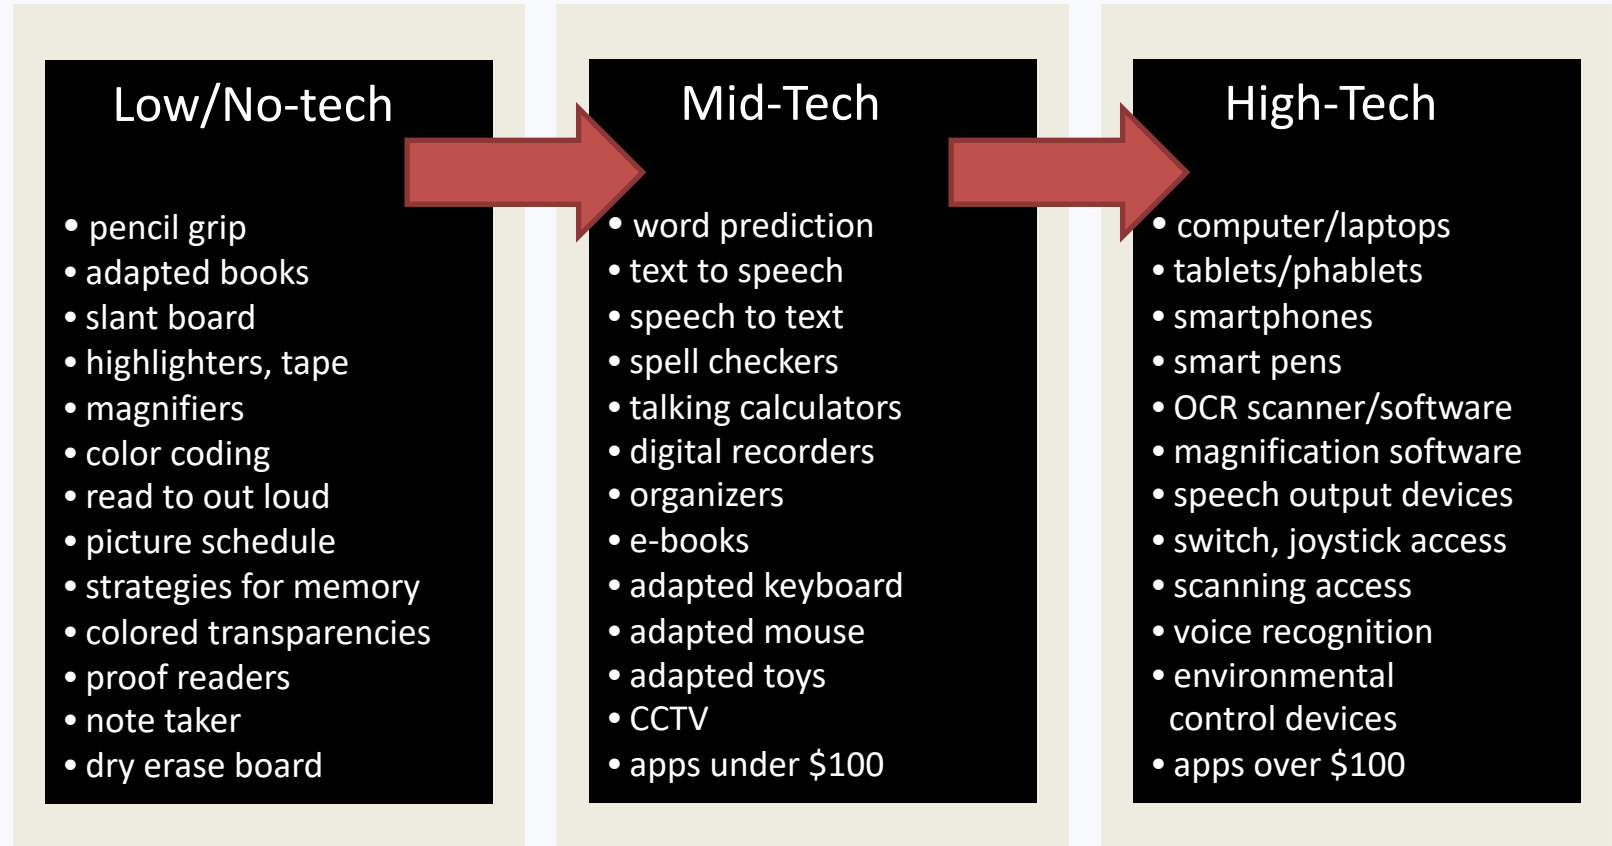 Low/No-tech
• pencil grip
• adapted books
• slant board
• highlighters, tape
• magnifiers
• color coding
• read to out loud
• picture schedule
• strategies for memory
• colored transparencies
• proof readers
• note taker
• dry erase board
Mid-Tech
• word prediction
• text to speech
• speech to text
• spell checkers
• talking calculators
• digital recorders
• organizers
• e-books
• adapted keyboard
• adapted mouse
• adapted toys
• CCTV
• apps under $100
High-Tech
• computer/laptops
• tablets/phablets
• smartphones
• smart pens
• OCR scanner/software
• magnification software
• speech output devices
• switch, joystick access
• scanning access
• voice recognition
• environmental
control devices
• apps over $100